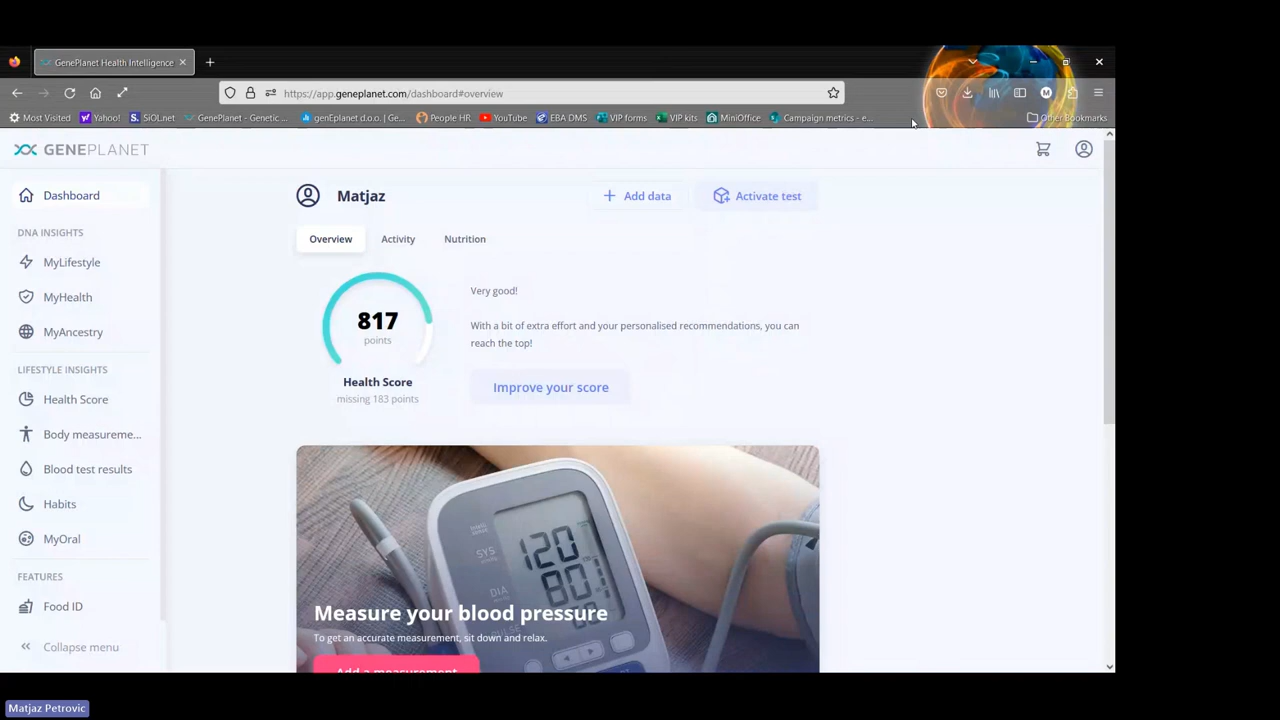 GenePlanet Health Intelligence
https://app.geneplanet.com/dashboard#overview
Most Visited Yahoo! SiOLnet GenePlanet - Genetic ... genEplanet d.o.o. | Ge... People HR YouTube EBA DMS VIP forms VIP kits MiniOffice Campaign metrics - e... Other Bookmarks
M
GENEPLANET
Dashboard
DNA INSIGHTS
MyLifestyle
MyHealth
MyAncestry
LIFESTYLE INSIGHTS
Health Score
Body measureme...
Blood test results
Habits
MyOral
FEATURES
Food ID
Collapse menu
Matjaz
Add data
Activate test
Overview Activity Nutrition
817
points
Health Score
missing 183 points
Very good!
With a bit of extra effort and your personalised recommendations, you can
reach the top!
Improve your score
SYS
120
DIA
80
Measure your blood pressure
To get an accurate measurement, sit down and relax.
Add a measurement
Matjaz Petrovic